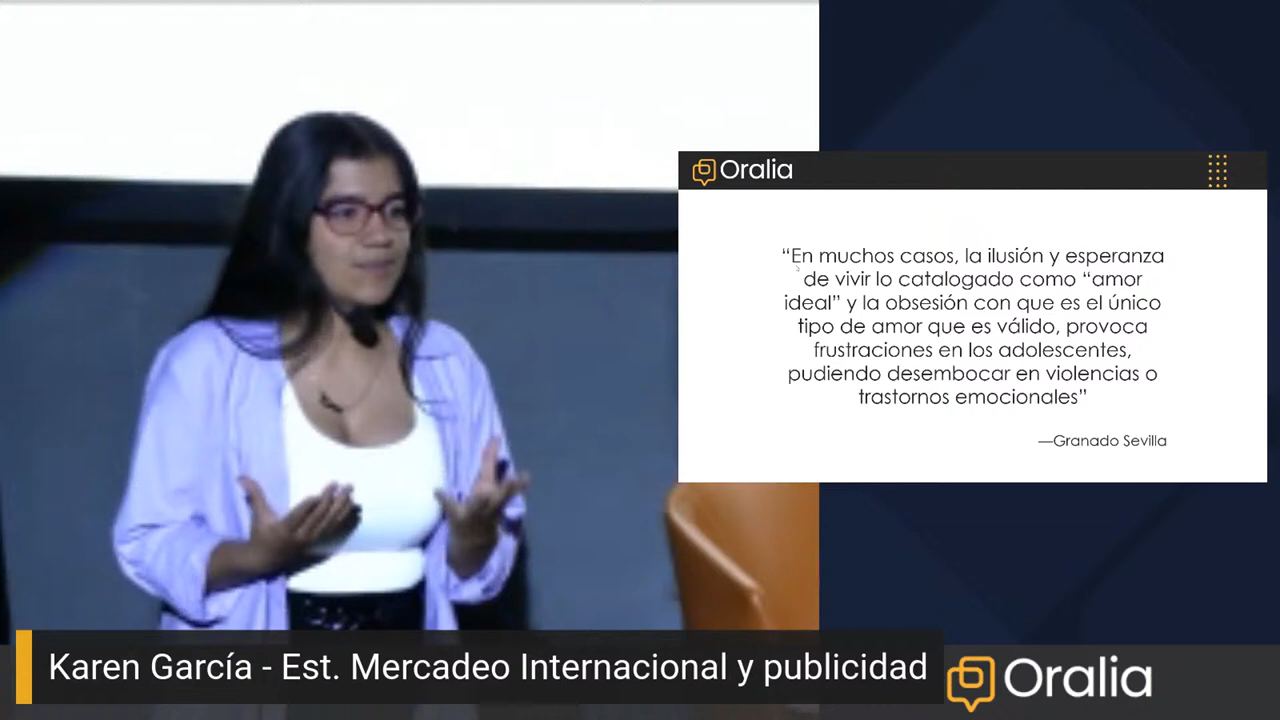 Oralia
“En muchos casos, la ilusión y esperanza
de vivir lo catalogado como “amor
ideal” y la obsesión con que es el único
tipo de amor que es válido, provoca
frustraciones en los adolescentes,
pudiendo desembocar en violencias o
trastornos emocionales”
—Granado Sevilla
Karen García - Est. Mercadeo Internacional y publicidad
Oralia